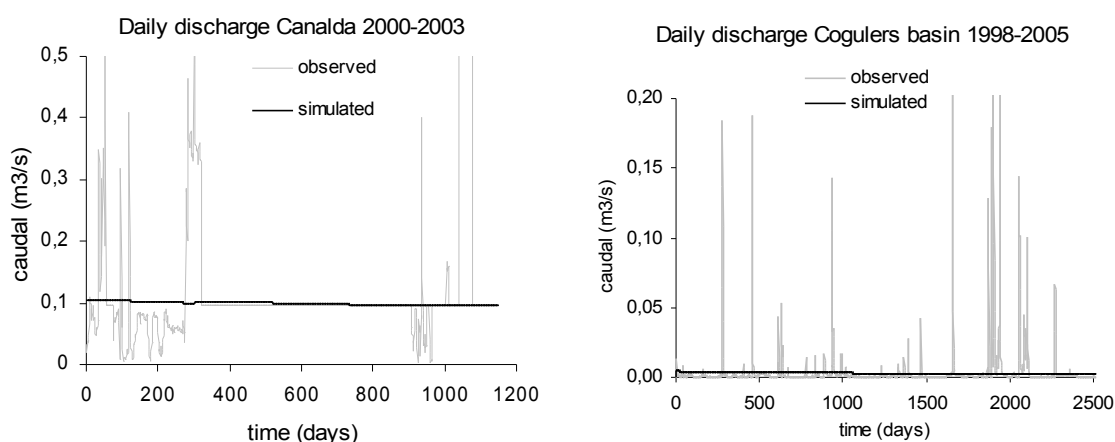 Daily discharge Canalda 2000-2003
observed
simulated
0,5
0,4
0,3
0,2
0,1
0
caudal (m3/s)
0 200 400 600 800 1000 1200
time (days)
Daily discharge Cogulers basin 1998-2005
observed
simulated
0,20
0,15
0,10
0,05
0,00
caudal (m3/s)
0 500 1000 1500 2000 2500
time (days)